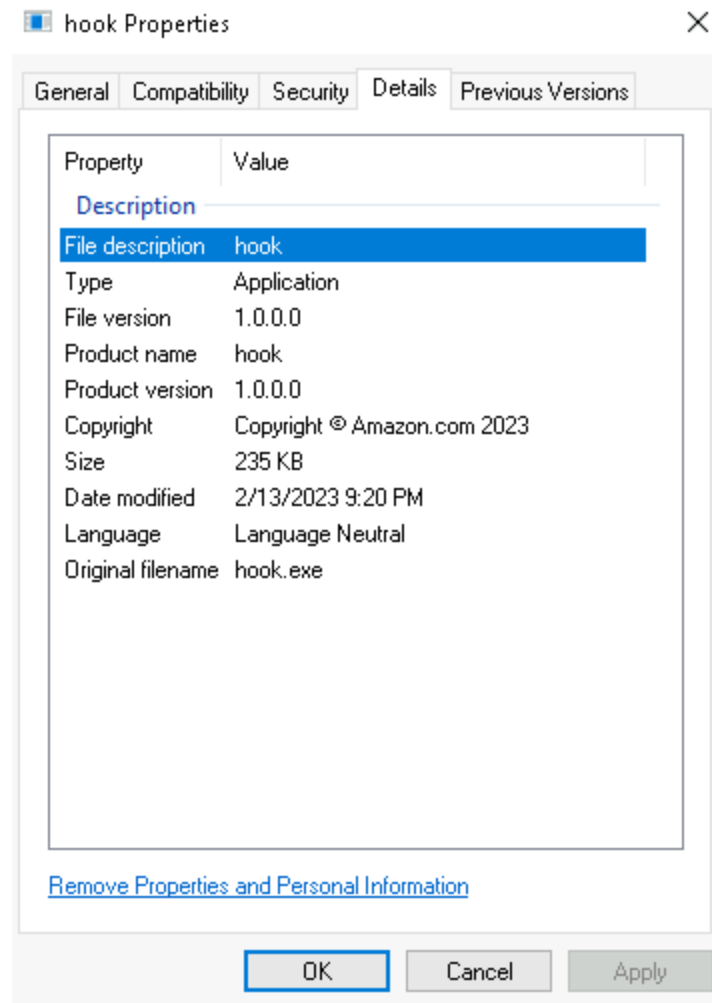 hook Properties
General Compatibility Security Details Previous Versions
Property Value
Description
File description hook
Type Application
File version 1.0.0.0
Product name hook
Product version 1.0.0.0
Copyright Copyright © Amazon.com 2023
Size 235 KB
Date modified 2/13/2023 9:20 PM
Language Language Neutral
Original filename hook.exe
Remove Properties and Personal Information
OK Cancel Apply